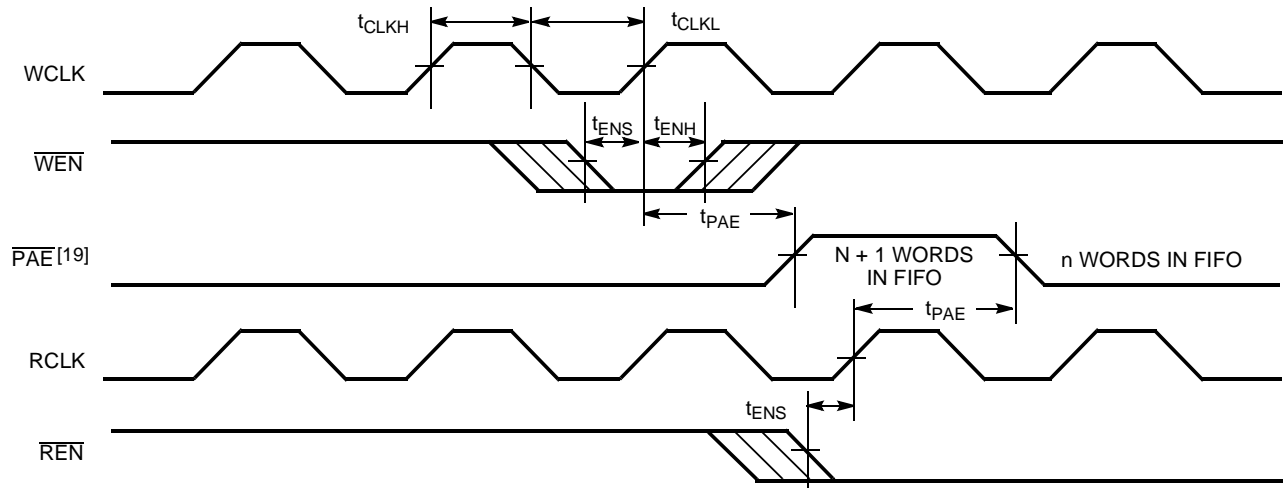 tCLKH
tCLKL
WCLK
tENS
tENH
WEN
tPAE
PAE [19]
N + 1 WORDS
IN FIFO
n WORDS IN FIFO
tPAE
RCLK
tENS
REN